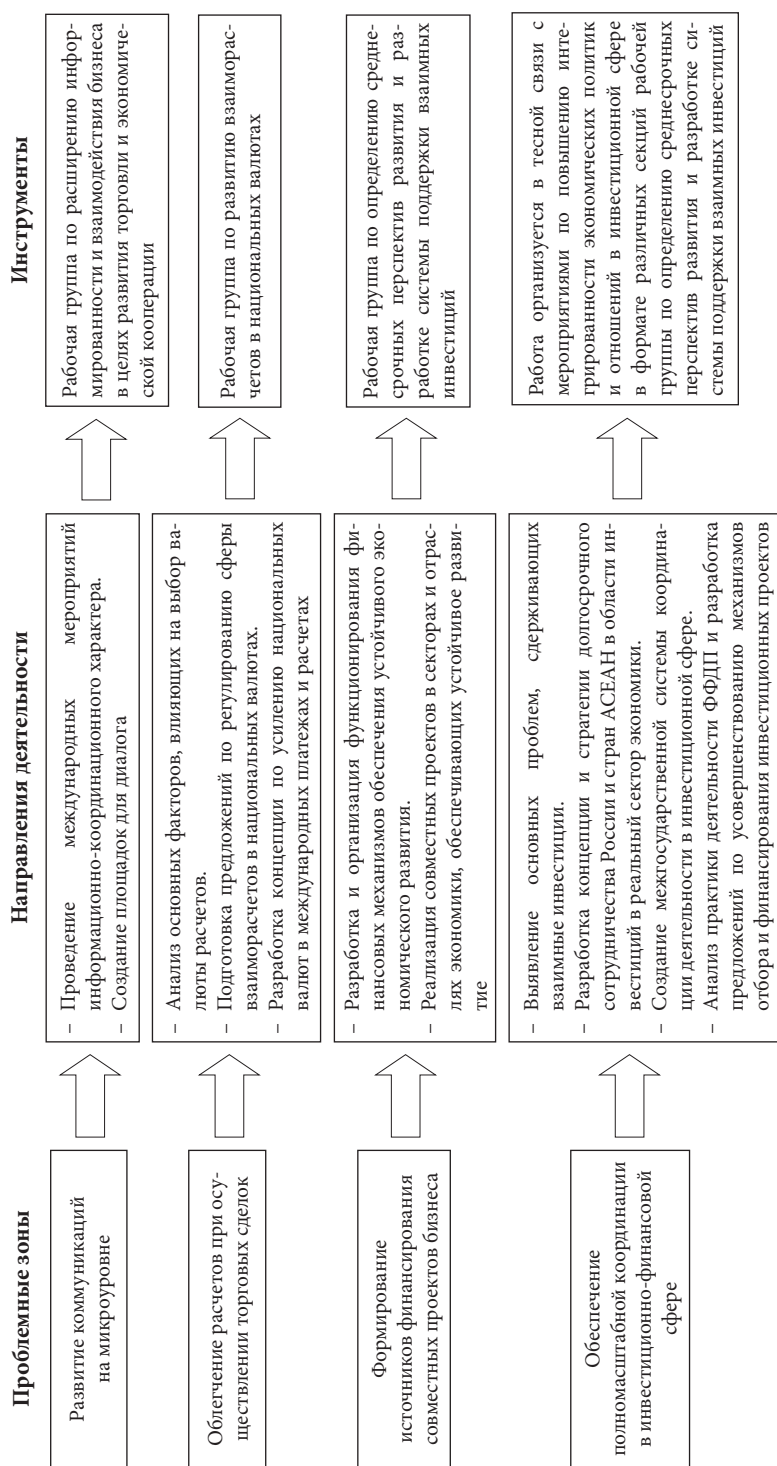 Проблемные зоны
Направления деятельности
Инструменты
Развитие коммуникаций
на микроуровне
– Проведение международных мероприятий
информационно-координационного характера.
– Создание площадок для диалога
Рабочая группа по расширению инфор-
мированности и взаимодействия бизнеса
в целях развития торговли и экономиче-
ской кооперации
Облегчение расчетов при осу-
ществлении торговых сделок
– Анализ основных факторов, влияющих на выбор ва-
люты расчетов.
– Подготовка предложений по регулированию сферы
взаиморасчетов в национальных валютах.
– Разработка концепции по усилению национальных
валют в международных платежах и расчетах
Рабочая группа по развитию взаиморас-
четов в национальных валютах
Формирование
источников финансирования
совместных проектов бизнеса
– Разработка и организация функционирования фи-
нансовых механизмов обеспечения устойчивого эко-
номического развития.
– Реализация совместных проектов в секторах и отрас-
лях экономики, обеспечивающих устойчивое разви-
тие
Рабочая группа по определению средне-
срочных перспектив развития и раз-
работке системы поддержки взаимных
инвестиций
Обеспечение
полномасштабной координации
в инвестиционно-финансовой
сфере
– Выявление основных проблем, сдерживающих
взаимные инвестиции.
– Разработка концепции и стратегии долгосрочного
сотрудничества России и стран АСЕАН в области ин-
вестиций в реальный сектор экономики.
– Создание межгосударственной системы координа-
ции деятельности в инвестиционной сфере.
– Анализ практики деятельности ФФДП и разработка
предложений по усовершенствованию механизмов
отбора и финансирования инвестиционных проектов
Работа организуется в тесной связи с
мероприятиями по повышению инте-
грированности экономических политик
и отношений в инвестиционной сфере
в формате различных секций рабочей
группы по определению среднесрочных
перспектив развития и разработке си-
стемы поддержки взаимных инвестиций